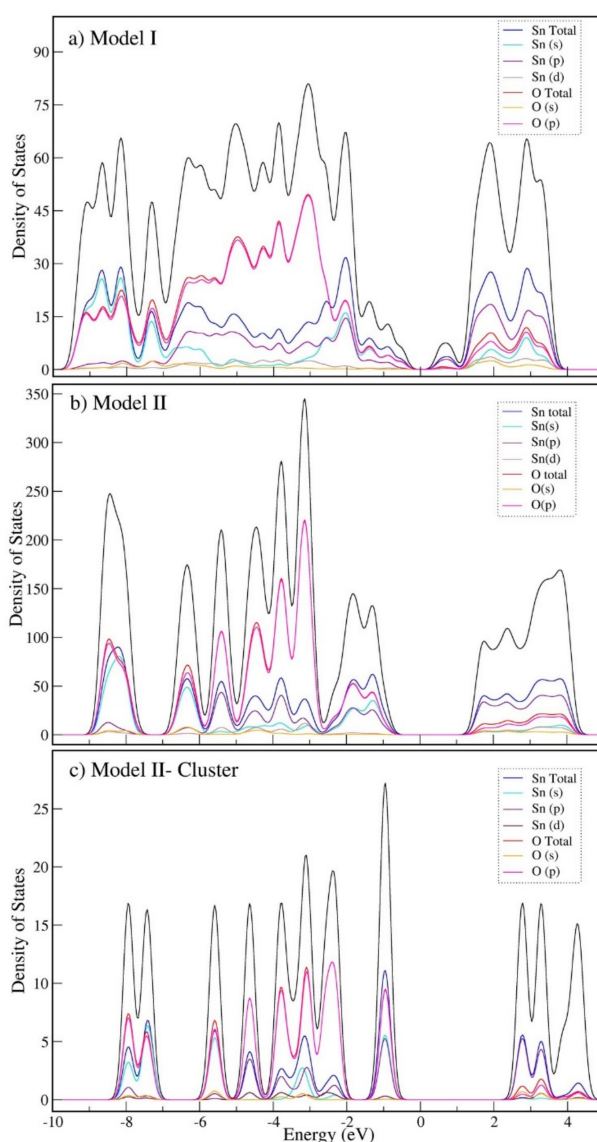 a) Model I
Sn Total
Sn (s)
Sn (p)
Sn (d)
O Total
O (s)
O (p)
90
75
60
45
30
15
0
Density of States
b) Model II
Sn total
Sn(s)
Sn(p)
Sn(d)
O total
O(s)
O(p)
350
300
250
200
150
100
50
0
Density of States
c) Model II- Cluster
Sn Total
Sn (s)
Sn (p)
Sn (d)
O Total
O (s)
O (p)
25
20
15
10
5
0
Density of States
-10 -8 -6 -4 -2 0 2 4
Energy (eV)